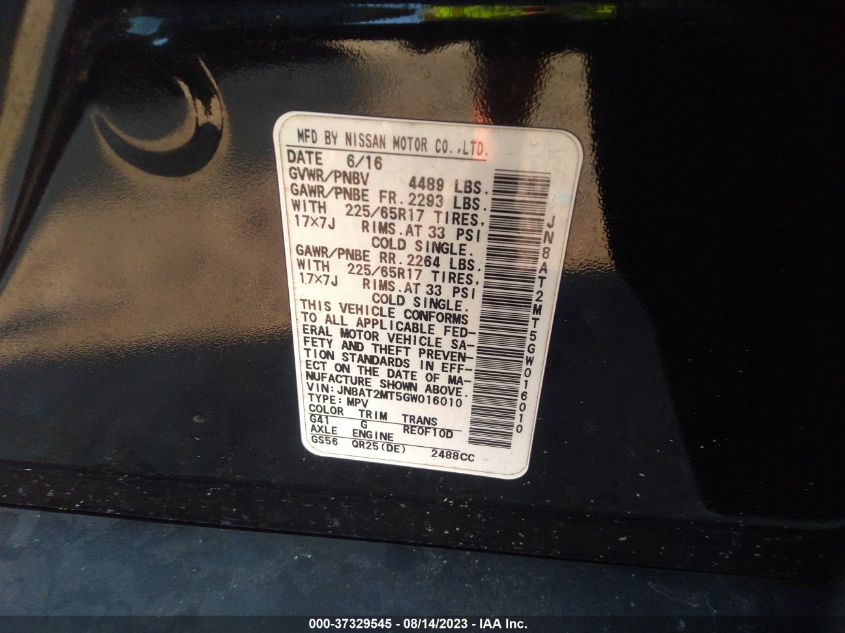 MFD BY NISSAN MOTOR CO.,LTD.
DATE 6/16
GVWR/PNBV 4489 LBS.
GAWR/PNBE FR. 2293 LBS.
WITH 225/65R17 TIRES,
17×7J RIMS. AT 33 PSI
COLD SINGLE.
GAWR/PNBE RR. 2264 LBS.
WITH 225/65R17 TIRES,
17×7J RIMS. AT 33 PSI
COLD SINGLE.
THIS VEHICLE CONFORMS
TO ALL APPLICABLE FED-
ERAL MOTOR VEHICLE SA-
FETY AND THEFT PREVEN-
TION STANDARDS IN EFF-
ECT ON THE DATE OF MA-
NUFACTURE SHOWN ABOVE.
VIN: JN8AT2MT5GW016010
TYPE: MPV
COLOR TRIM TRANS
G41 G RE0F10D
AXLE ENGINE
GS56 QR25(DE) 2488CC
JN8AT2MT5GW016010
000-37329545 - 08/14/2023 - © IAA Inc.